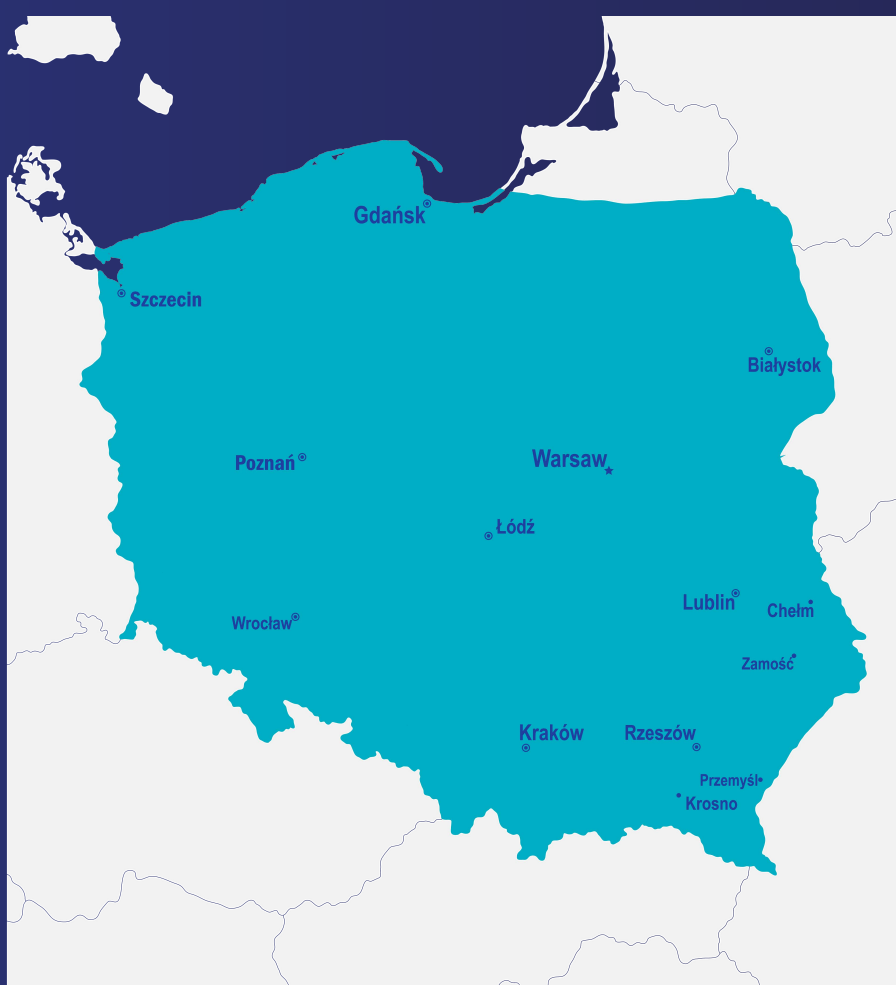 Gdańsk
Szczecin
Białystok
Poznań
Warsaw
Łódź
Lublin
Chełm
Wrocław
Zamość
Kraków
Rzeszów
Przemyśl
Krosno